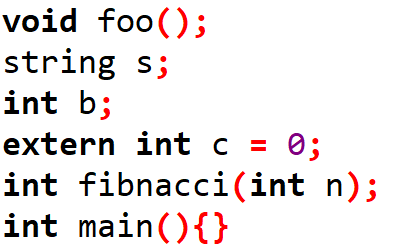 void foo();
string s;
int b;
extern int c = 0;
int fibnacci(int n);
int main(){}